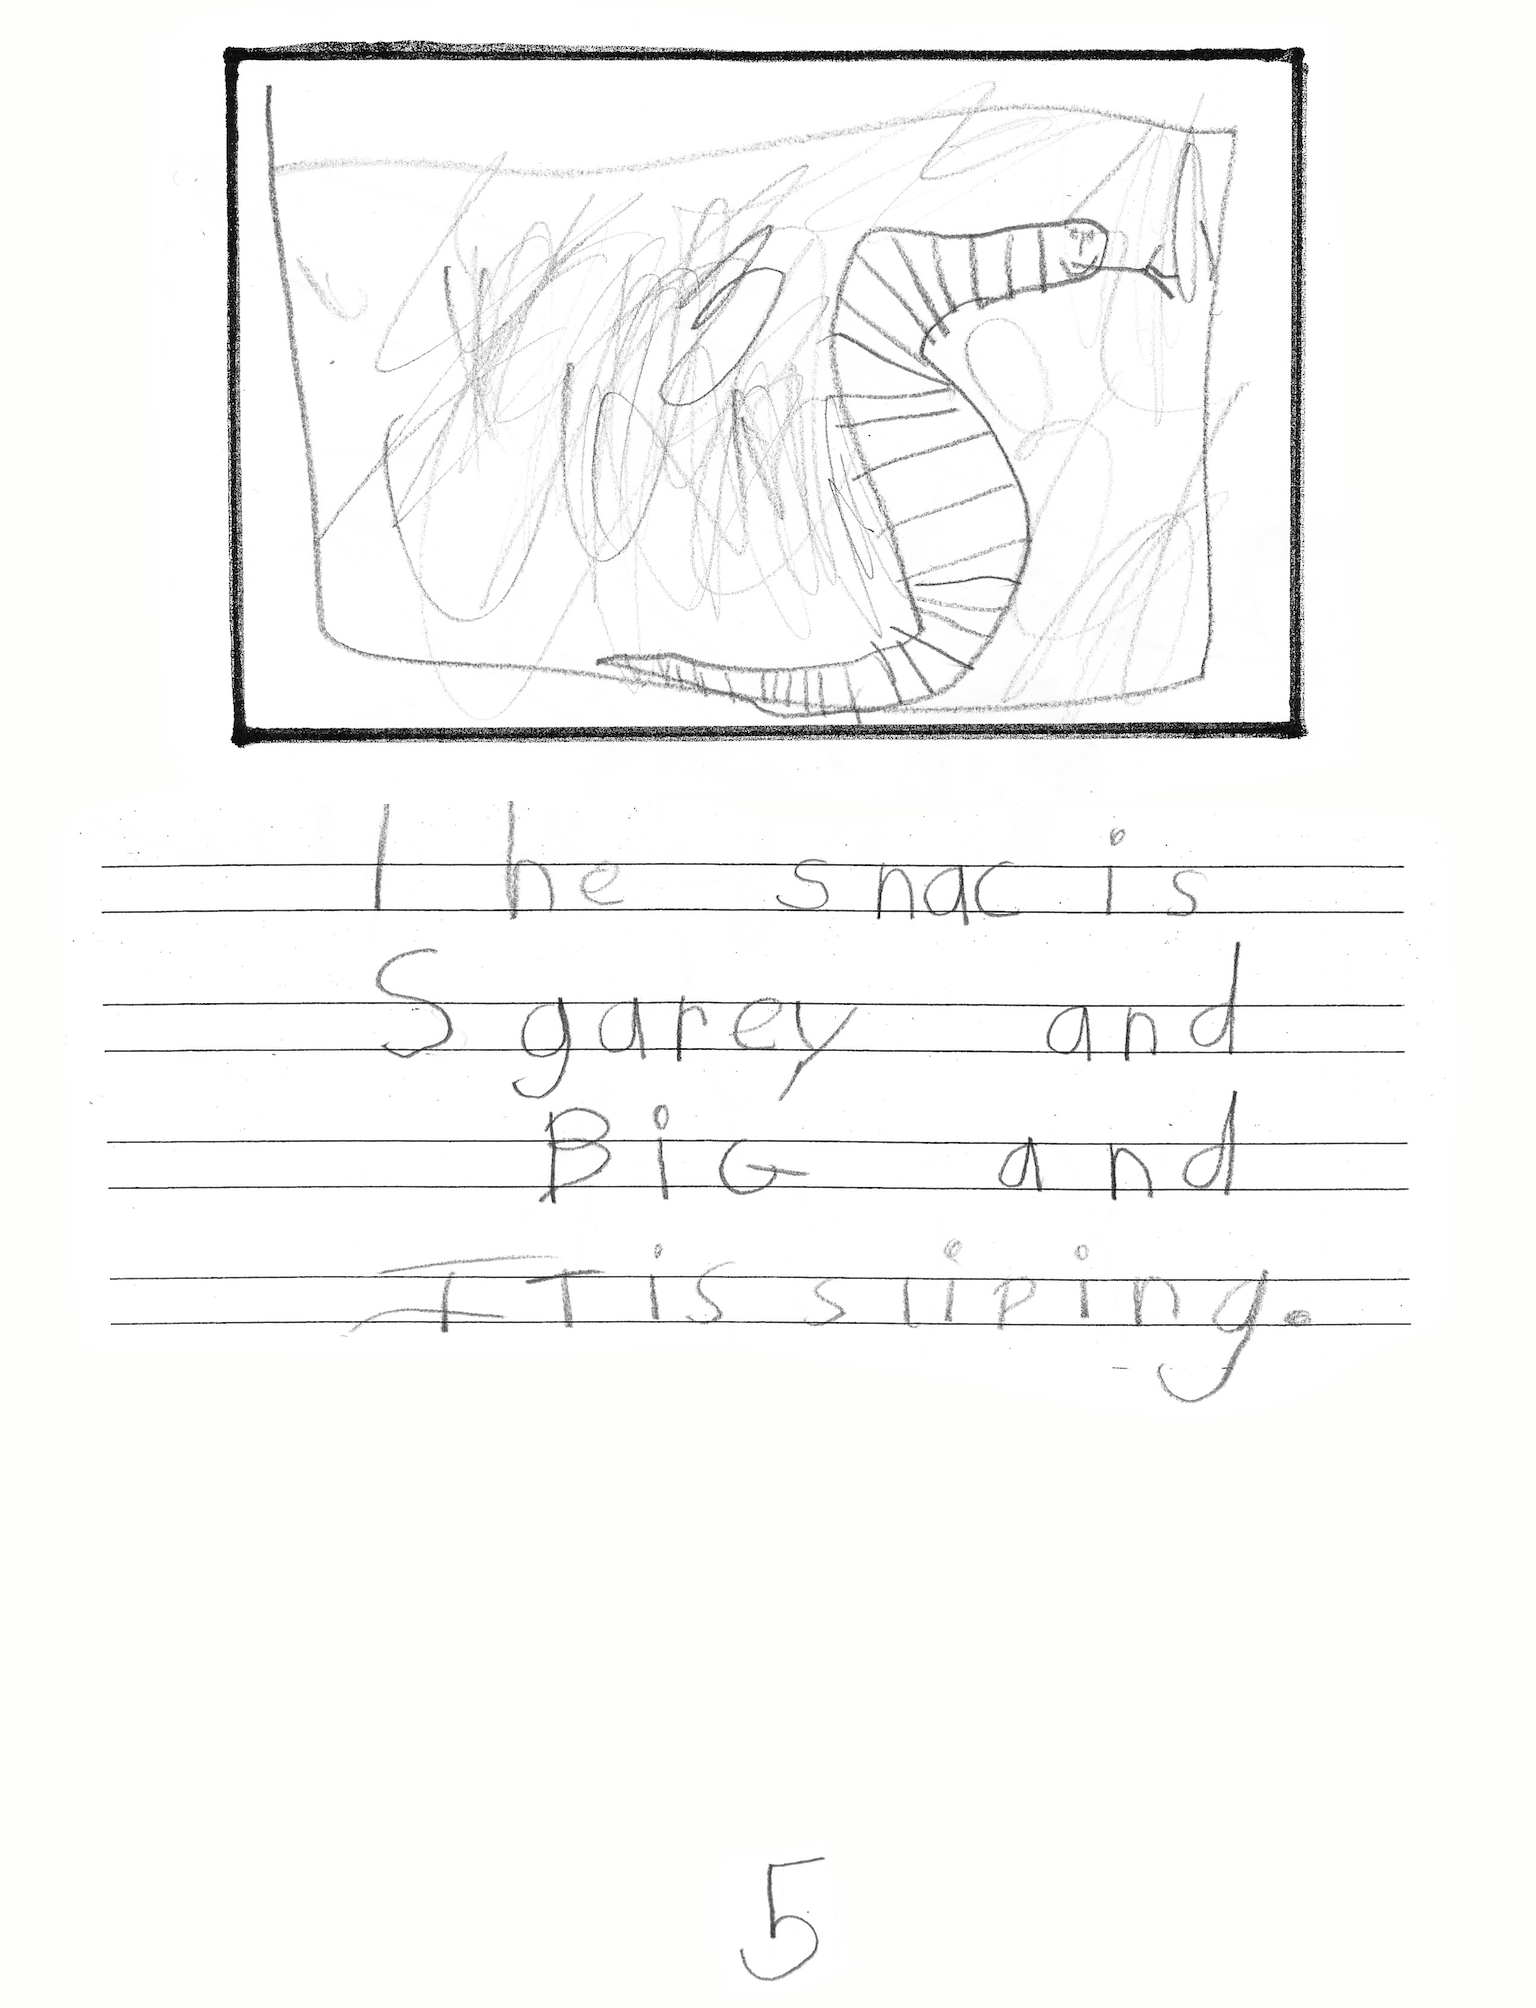 The snac is
Sgarey and
BiG and
IT is sliping.
5